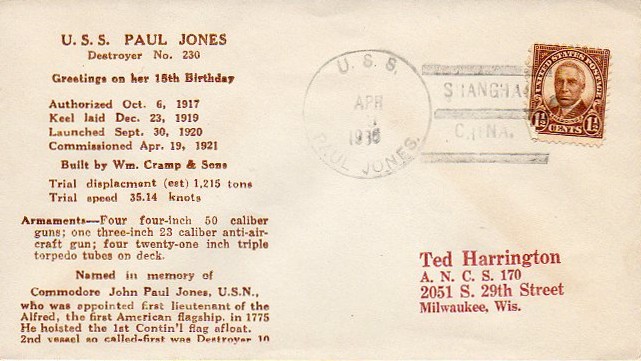 U.S.S. PAUL JONES
Destroyer No. 230
Greetings on her 15th Birthday
Authorized Oct. 6, 1917
Keel laid Dec. 23, 1919
Launched Sept. 30, 1920
Commissioned Apr. 19, 1921
Built by Wm. Cramp & Sons
Trial displacment (est) 1,215 tons
Trial speed 35.14 knots
Armaments—Four four-inch 50 caliber
guns; one three-inch 23 caliber anti-air-
craft gun; four twenty-one inch triple
torpedo tubes on deck.
Named in memory of
Commodore John Paul Jones, U.S.N.,
who was appointed first lieutenant of the
Alfred, the first American flagship, in 1775
He hoisted the 1st Contin'l flag afloat.
2nd vessel so called-first was Destroyer 10
U.S.S.
APR
PAUL JONES.
SHANGHA
CHINA.
UNITED STATES POSTAGE
1½ CENTS 1½
Ted Harrington
A. N. C. S. 170
2051 S. 29th Street
Milwaukee, Wis.